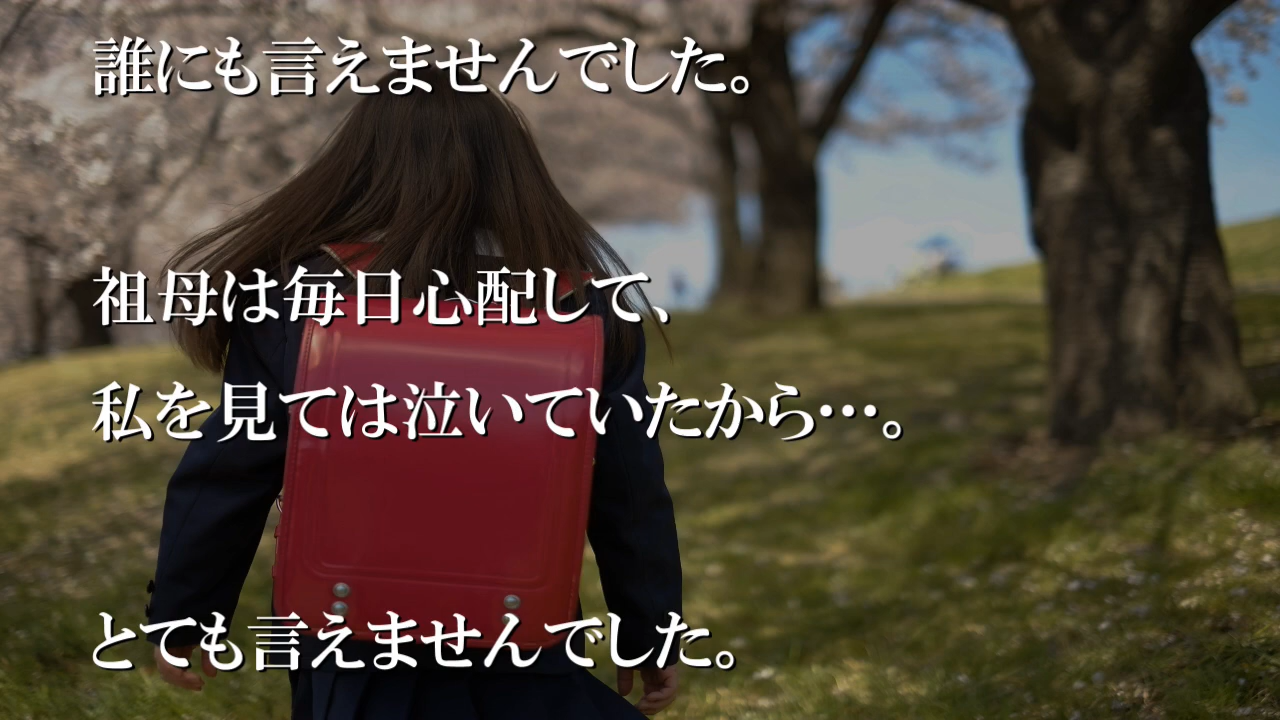 誰にも言えませんでした。
祖母は毎日心配して、
私を見ては泣いていたから…。
とても言えませんでした。